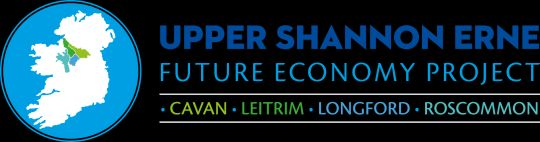 UPPER SHANNON ERNE
FUTURE ECONOMY PROJECT
· CAVAN · LEITRIM · LONGFORD · ROSCOMMON